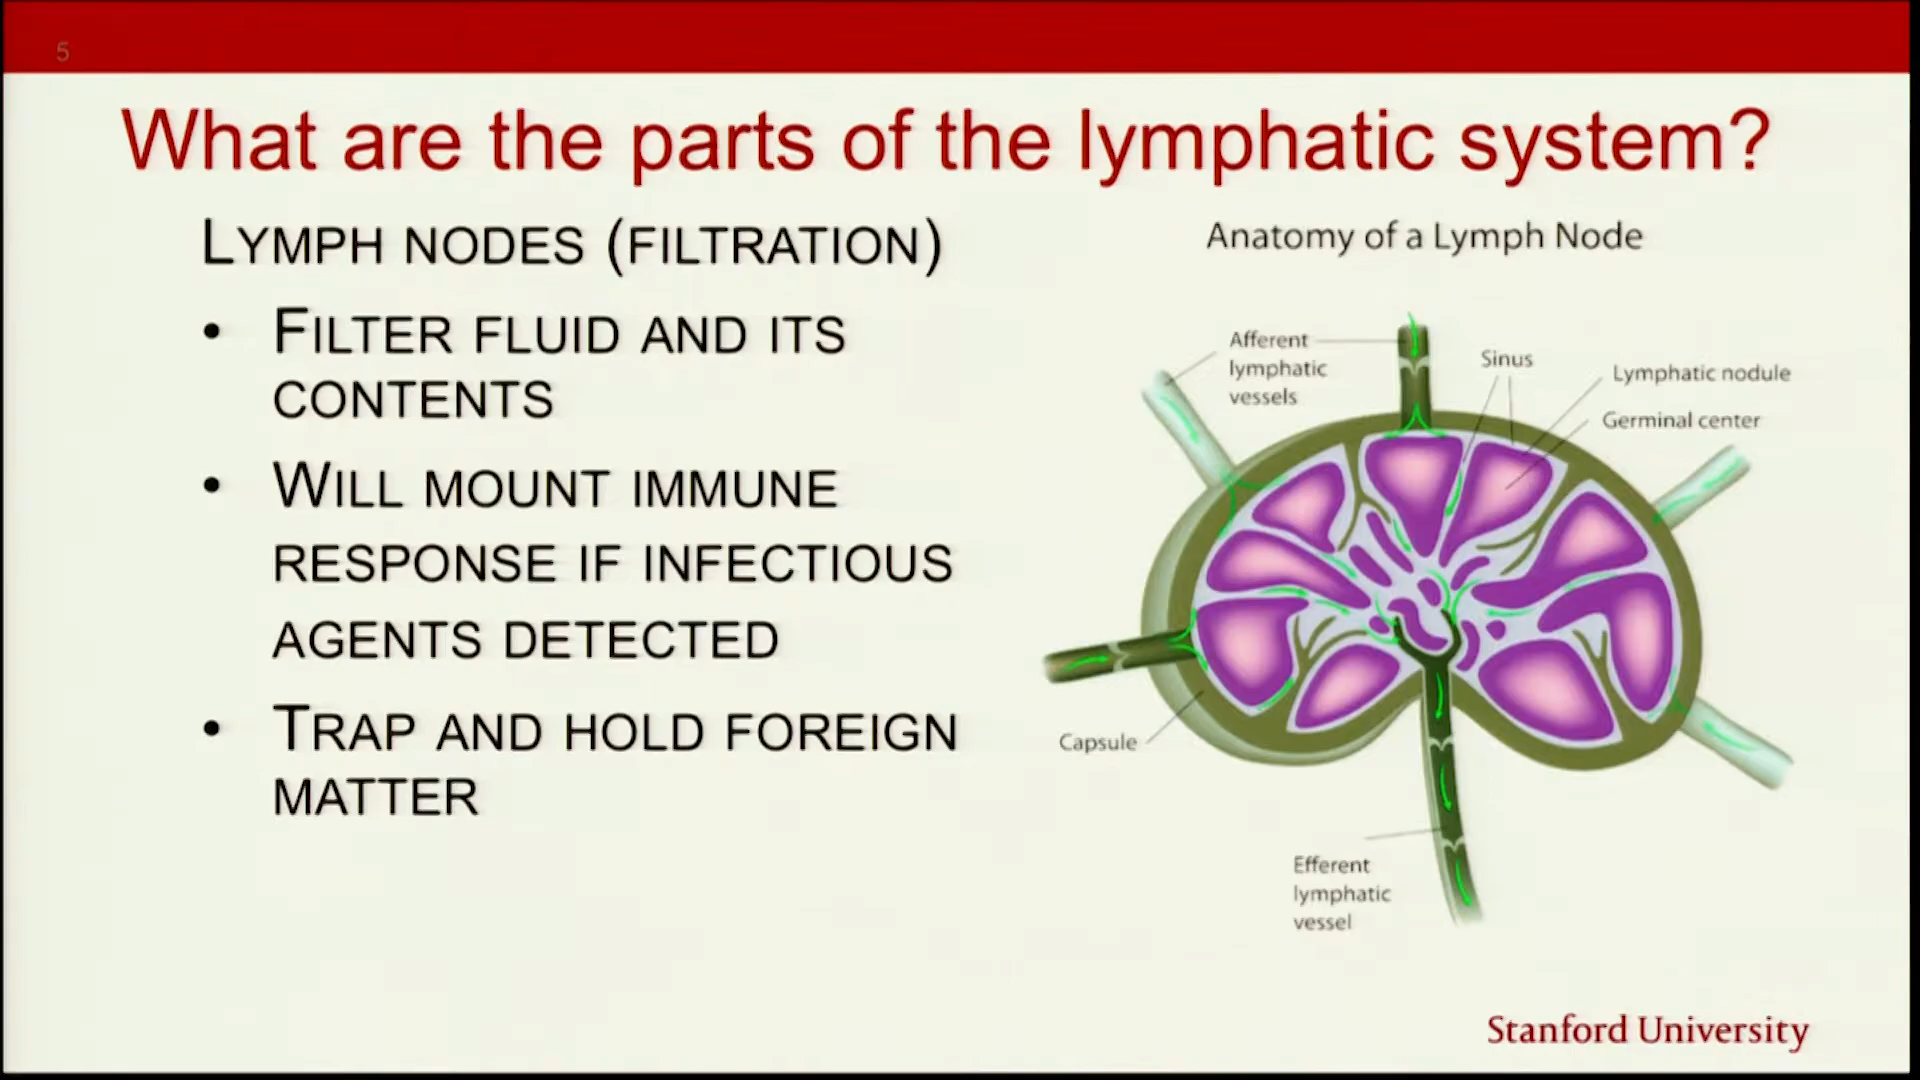 5
What are the parts of the lymphatic system?
LYMPH NODES (FILTRATION)
• FILTER FLUID AND ITS
CONTENTS
• WILL MOUNT IMMUNE
RESPONSE IF INFECTIOUS
AGENTS DETECTED
• TRAP AND HOLD FOREIGN
MATTER
Anatomy of a Lymph Node
Afferent
lymphatic
vessels
Sinus
Lymphatic nodule
Germinal center
Capsule
Efferent
lymphatic
vessel
Stanford University